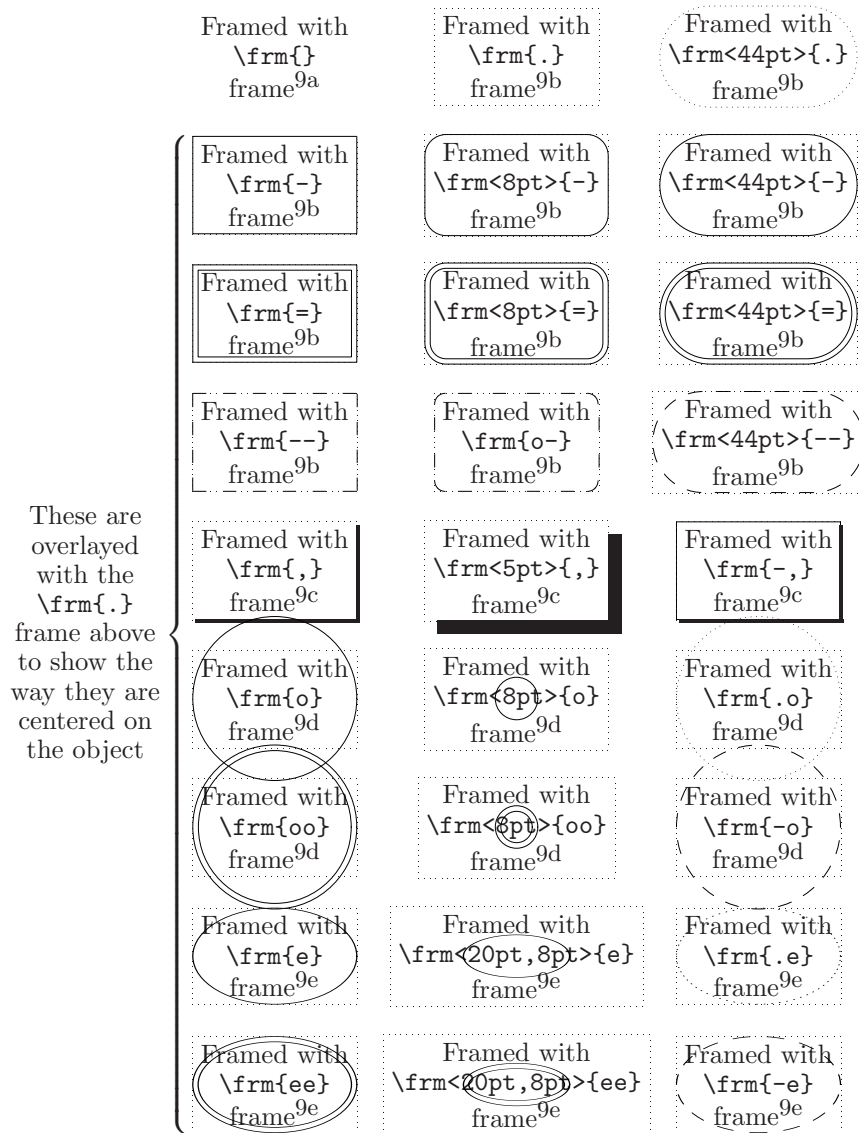 Framed with
\frm{}
frame9a
Framed with
\frm{.}
frame9b
Framed with
\frm<44pt>{.}
frame9b
Framed with
\frm{-}
frame9b
Framed with
\frm<8pt>{-}
frame9b
Framed with
\frm<44pt>{-}
frame9b
Framed with
\frm{=}
frame9b
Framed with
\frm<8pt>{=}
frame9b
Framed with
\frm<44pt>{=}
frame9b
Framed with
\frm{--}
frame9b
Framed with
\frm{o-}
frame9b
Framed with
\frm<44pt>{--}
frame9b
These are
overlayed
with the
\frm{.}
frame above
to show the
way they are
centered on
the object
Framed with
\frm{,}
frame9c
Framed with
\frm<5pt>{,}
frame9c
Framed with
\frm{-,}
frame9c
Framed with
\frm{o}
frame9d
Framed with
\frm<8pt>{o}
frame9d
Framed with
\frm{.o}
frame9d
Framed with
\frm{oo}
frame9d
Framed with
\frm<8pt>{oo}
frame9d
Framed with
\frm{-o}
frame9d
Framed with
\frm{e}
frame9e
Framed with
\frm<20pt,8pt>{e}
frame9e
Framed with
\frm{.e}
frame9e
Framed with
\frm{ee}
frame9e
Framed with
\frm<20pt,8pt>{ee}
frame9e
Framed with
\frm{-e}
frame9e